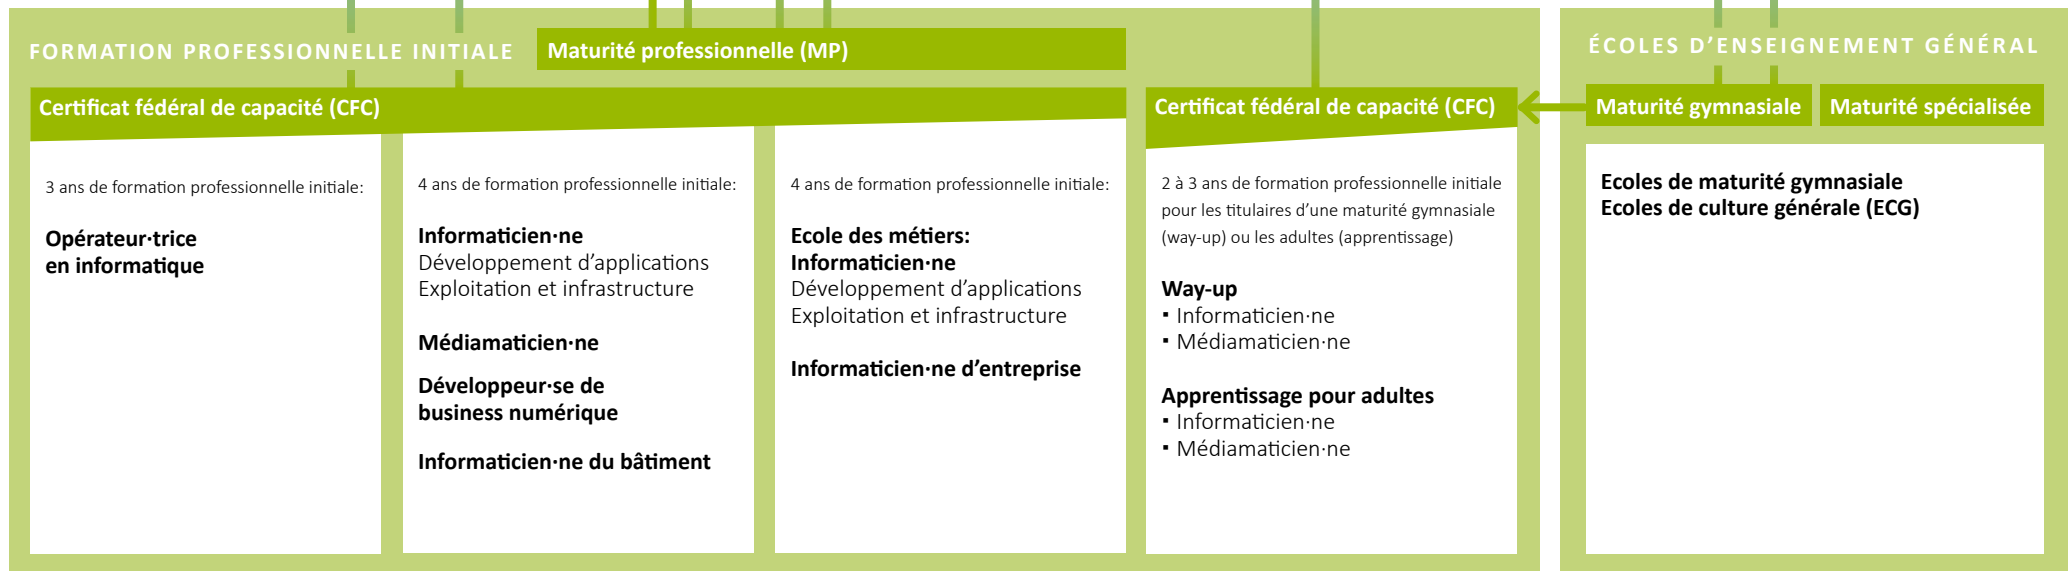 FORMATION PROFESSIONNELLE INITIALE
Maturité professionnelle (MP)
Certificat fédéral de capacité (CFC)
3 ans de formation professionnelle initiale:
Opérateur·trice
en informatique
4 ans de formation professionnelle initiale:
Informaticien·ne
Développement d’applications
Exploitation et infrastructure
Médiamaticien·ne
Développeur·se de
business numérique
Informaticien·ne du bâtiment
4 ans de formation professionnelle initiale:
Ecole des métiers:
Informaticien·ne
Développement d’applications
Exploitation et infrastructure
Informaticien·ne d’entreprise
Certificat fédéral de capacité (CFC)
2 à 3 ans de formation professionnelle initiale
pour les titulaires d’une maturité gymnasiale
(way-up) ou les adultes (apprentissage)
Way-up
▪ Informaticien·ne
▪ Médiamaticien·ne
Apprentissage pour adultes
▪ Informaticien·ne
▪ Médiamaticien·ne
ÉCOLES D’ENSEIGNEMENT GÉNÉRAL
Maturité gymnasiale
Maturité spécialisée
Ecoles de maturité gymnasiale
Ecoles de culture générale (ECG)